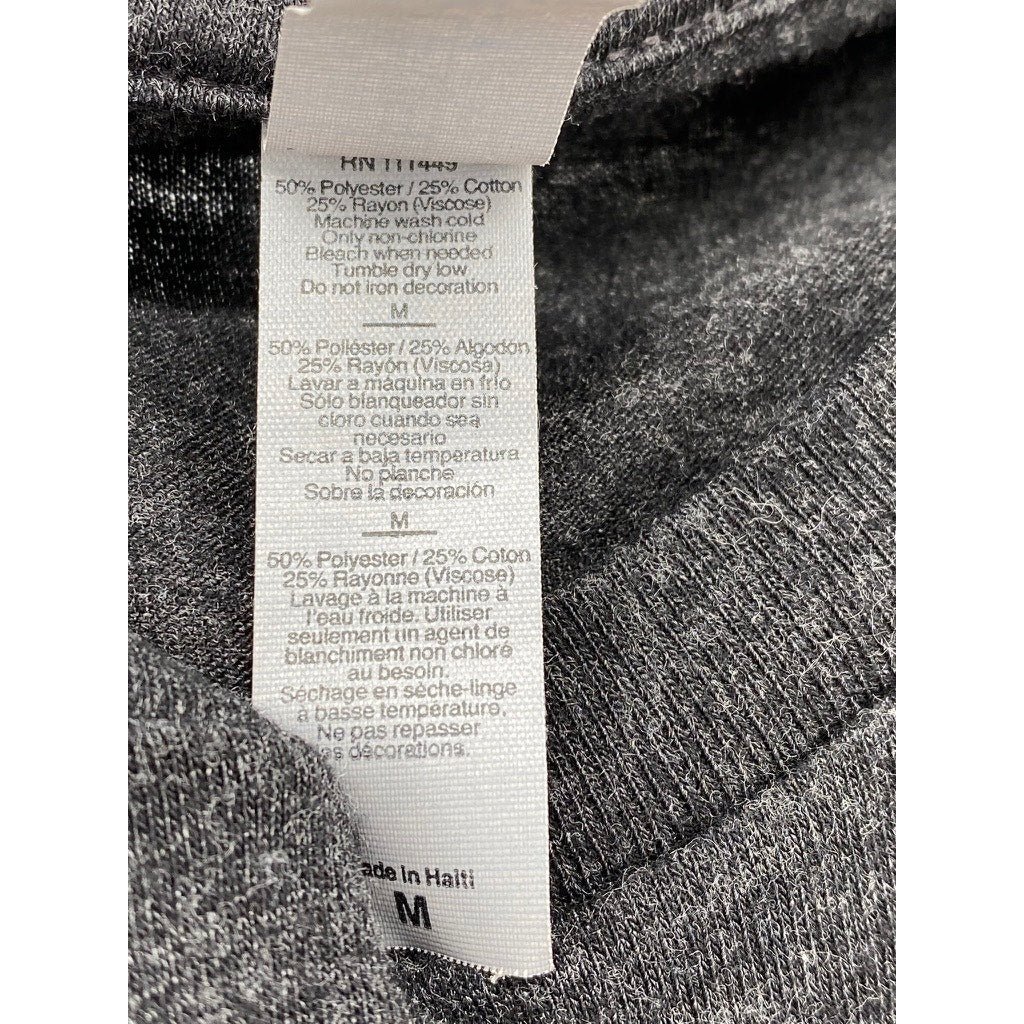 RN 111449
50% Polyester / 25% Cotton
25% Rayon (Viscose)
Machine wash cold
Only non-chlorine
Bleach when needed
Tumble dry low
Do not iron decoration
M
50% Poliéster / 25% Algodon
25% Rayon (Viscosa)
Lavar a maquina en frio
Sólo blanqueador sin
cloro cuando sea
necesario
Secar a baja temperatura
No planche
Sobre la decoración
M
50% Polyester / 25% Coton
25% Rayonne (Viscose)
Lavage à la machine à
l'eau froide. Utiliser
seulement un agent de
blanchiment non chloré
au besoin.
Séchage en sèche-linge
à basse température.
Ne pas repasser
es décorations.
ade in Haiti
M